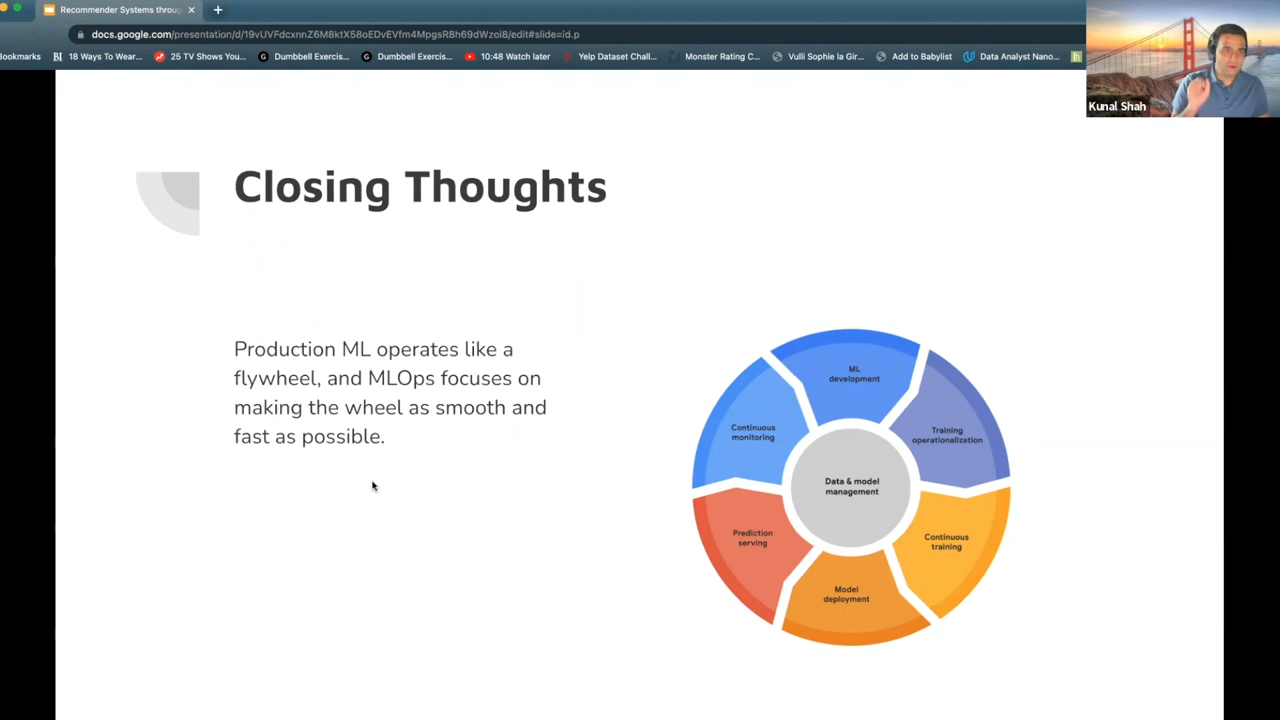 Recommender Systems throug
docs.google.com/presentation/d/19vUVFdcxnnZ6M8ktX58oEDvEVfm4MpgsR8h69dWzoi8/edit#slide=id.p
Bookmarks
BI 18 Ways To Wear...
25 TV Shows You...
G Dumbbell Exercis...
G Dumbbell Exercis...
10:48 Watch later
Yelp Dataset Chall...
Monster Rating C...
Vulli Sophie la Gir...
Add to Babylist
Data Analyst Nano...
Kunal Shah
Closing Thoughts
Production ML operates like a
flywheel, and MLOps focuses on
making the wheel as smooth and
fast as possible.
ML
development
Training
operationalization
Continuous
training
Model
deployment
Prediction
serving
Continuous
monitoring
Data & model
management